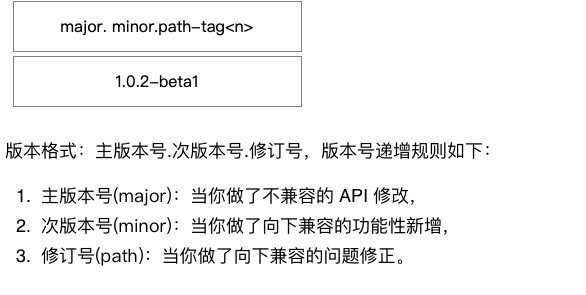 major. minor.path-tag<n>
1.0.2-beta1
版本格式：主版本号.次版本号.修订号，版本号递增规则如下：
1. 主版本号(major)：当你做了不兼容的 API 修改，
2. 次版本号(minor)：当你做了向下兼容的功能性新增，
3. 修订号(path)：当你做了向下兼容的问题修正。